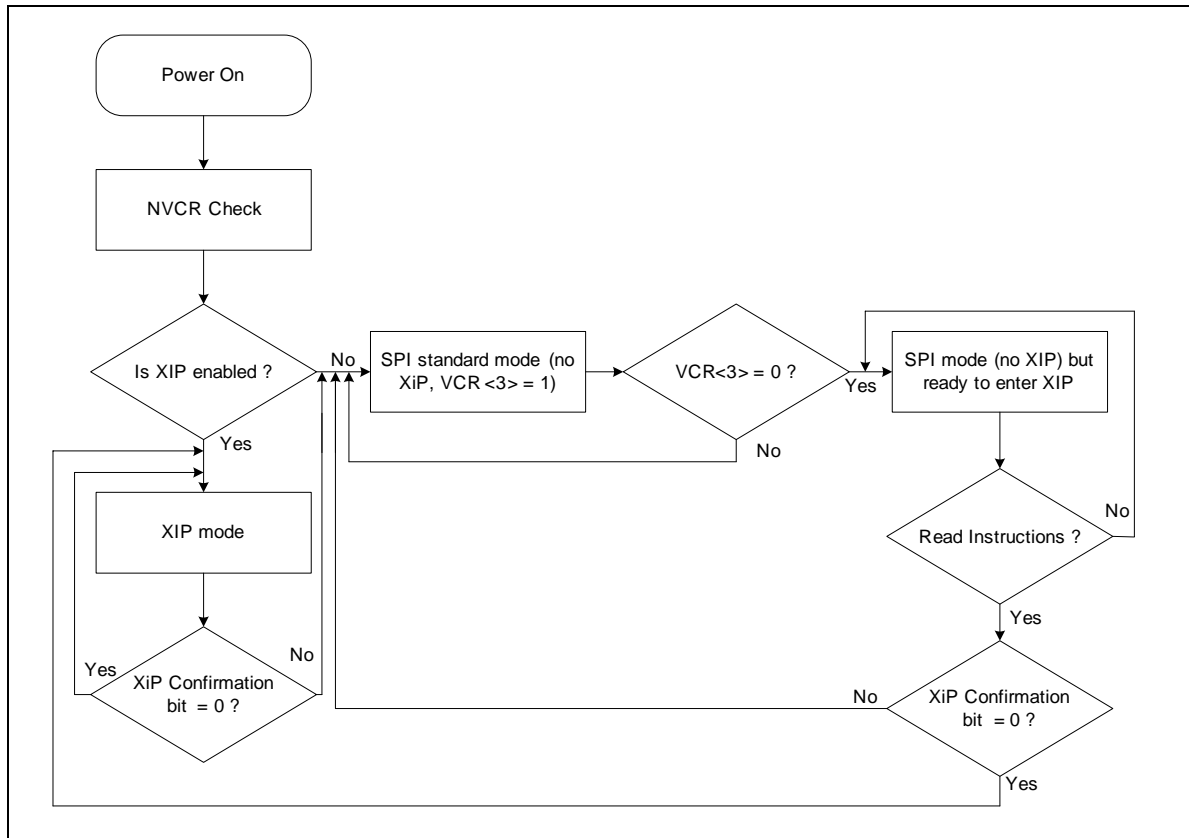 Power On
NVCR Check
Is XIP enabled ?
No
SPI standard mode (no
XiP, VCR <3> = 1)
VCR<3> = 0 ?
Yes
SPI mode (no XIP) but
ready to enter XIP
No
Yes
XIP mode
Read Instructions ?
No
Yes
Yes
XiP Confirmation
bit = 0 ?
No
No
XiP Confirmation
bit = 0 ?
Yes